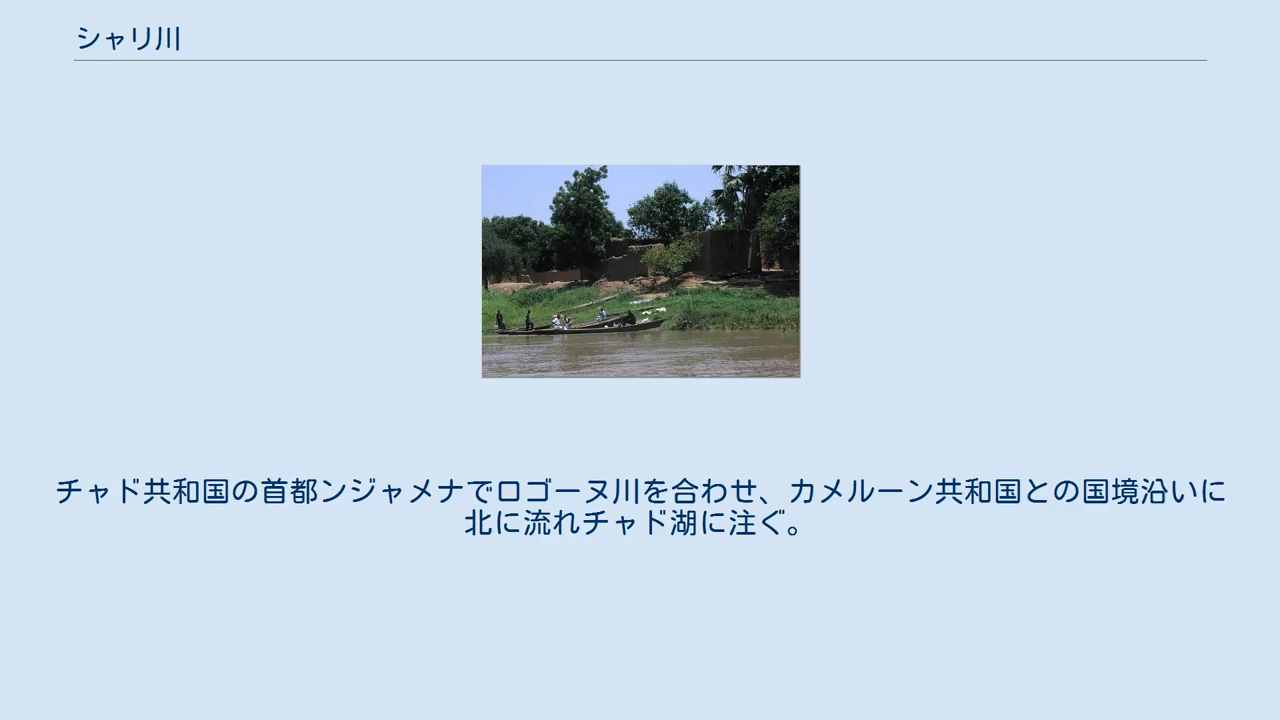 シャリ川
チャド共和国の首都ンジャメナでロゴーヌ川を合わせ、カメルーン共和国との国境沿いに
北に流れチャド湖に注ぐ。